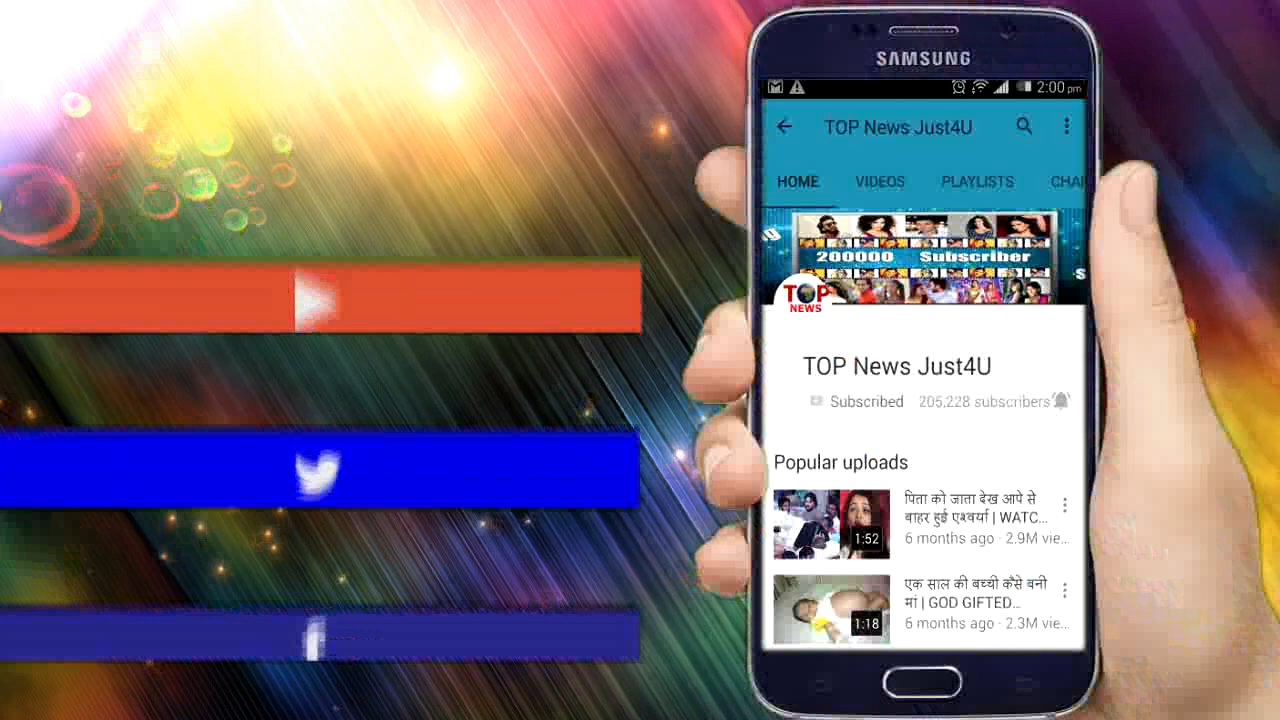 SAMSUNG
2:00 pm
TOP News Just4U
HOME VIDEOS PLAYLISTS CHA
200000 Subscriber
TOP
NEWS
TOP News Just4U
Subscribed 205,228 subscribers
Popular uploads
पिता को जाता देख आपे से
बाहर हुई एश्वर्या | WATC...
6 months ago · 2.9M vie...
1:52
एक साल की बच्ची कैसे बनी
मां | GOD GIFTED...
6 months ago · 2.3M vie...
1:18